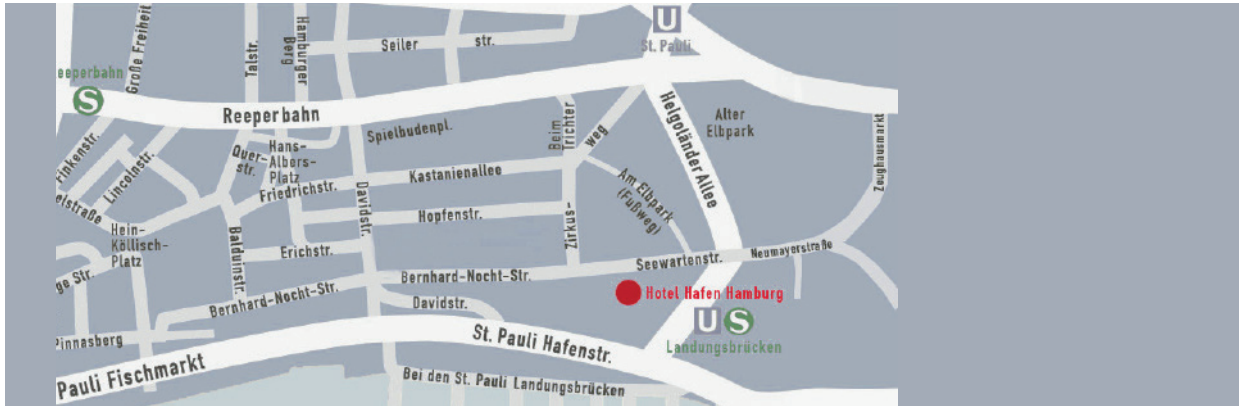 U
St. Pauli
Große Freiheit
Talstr.
Hamburger
Berg
Seiler
str.
eeperbahn
S
Reeperbahn
Spielbudenpl.
Beim
Trichter
weg
Helgoländer Allee
Alter
Elbpark
Zeughausmarkt
Finkenstr.
Lincolnstr.
Quer-
str.
Hans-
Albers-
Platz
Friedrichstr.
Davidstr.
Kastanienallee
Am Elbpark
(Fußweg)
elstraße
Hein-
Köllisch-
Platz
Balduinstr.
Hopfenstr.
Zirkus-
Erichstr.
Seewartenstr.
Neumayerstraße
ge Str.
Bernhard-Nocht-Str.
Bernhard-Nocht-Str.
Davidstr.
Hotel Hafen Hamburg
U S
Landungsbrücken
Pinnasberg
St. Pauli Hafenstr.
Pauli Fischmarkt
Bei den St. Pauli Landungsbrücken